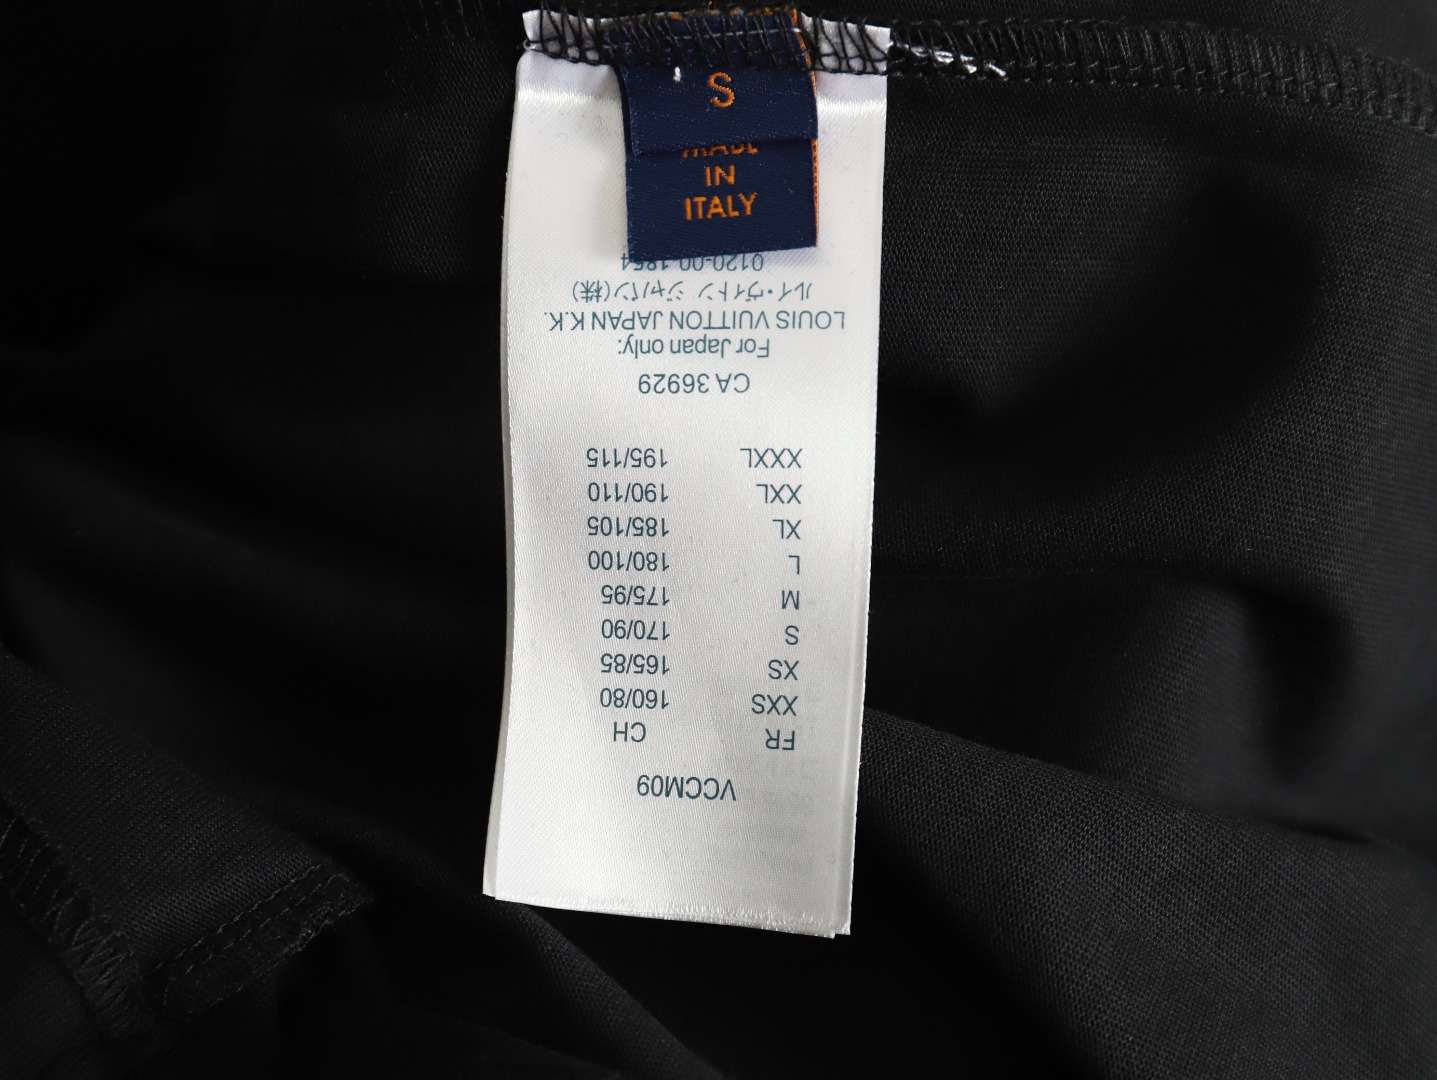 S
MADE
IN
ITALY
VCCM09
FR CH
XXS 160/80
XS 165/85
S 170/90
M 175/95
L 180/100
XL 185/105
XXL 190/110
XXXL 195/115
CA 36929
For Japan only:
LOUIS VUITTON JAPAN K.K.
ルイ・ヴィトン ジャパン(株)
0120-00-1854